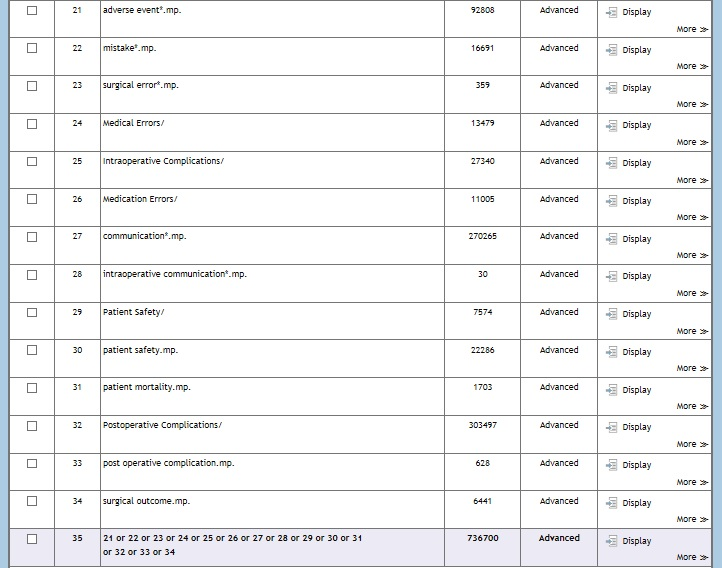 21 adverse event*.mp. 92808 Advanced Display
More ≫
22 mistake*.mp. 16691 Advanced Display
More ≫
23 surgical error*.mp. 359 Advanced Display
More ≫
24 Medical Errors/ 13479 Advanced Display
More ≫
25 Intraoperative Complications/ 27340 Advanced Display
More ≫
26 Medication Errors/ 11005 Advanced Display
More ≫
27 communication*.mp. 270265 Advanced Display
More ≫
28 intraoperative communication*.mp. 30 Advanced Display
More ≫
29 Patient Safety/ 7574 Advanced Display
More ≫
30 patient safety.mp. 22286 Advanced Display
More ≫
31 patient mortality.mp. 1703 Advanced Display
More ≫
32 Postoperative Complications/ 303497 Advanced Display
More ≫
33 post operative complication.mp. 628 Advanced Display
More ≫
34 surgical outcome.mp. 6441 Advanced Display
More ≫
35 21 or 22 or 23 or 24 or 25 or 26 or 27 or 28 or 29 or 30 or 31 736700 Advanced Display
or 32 or 33 or 34
More ≫